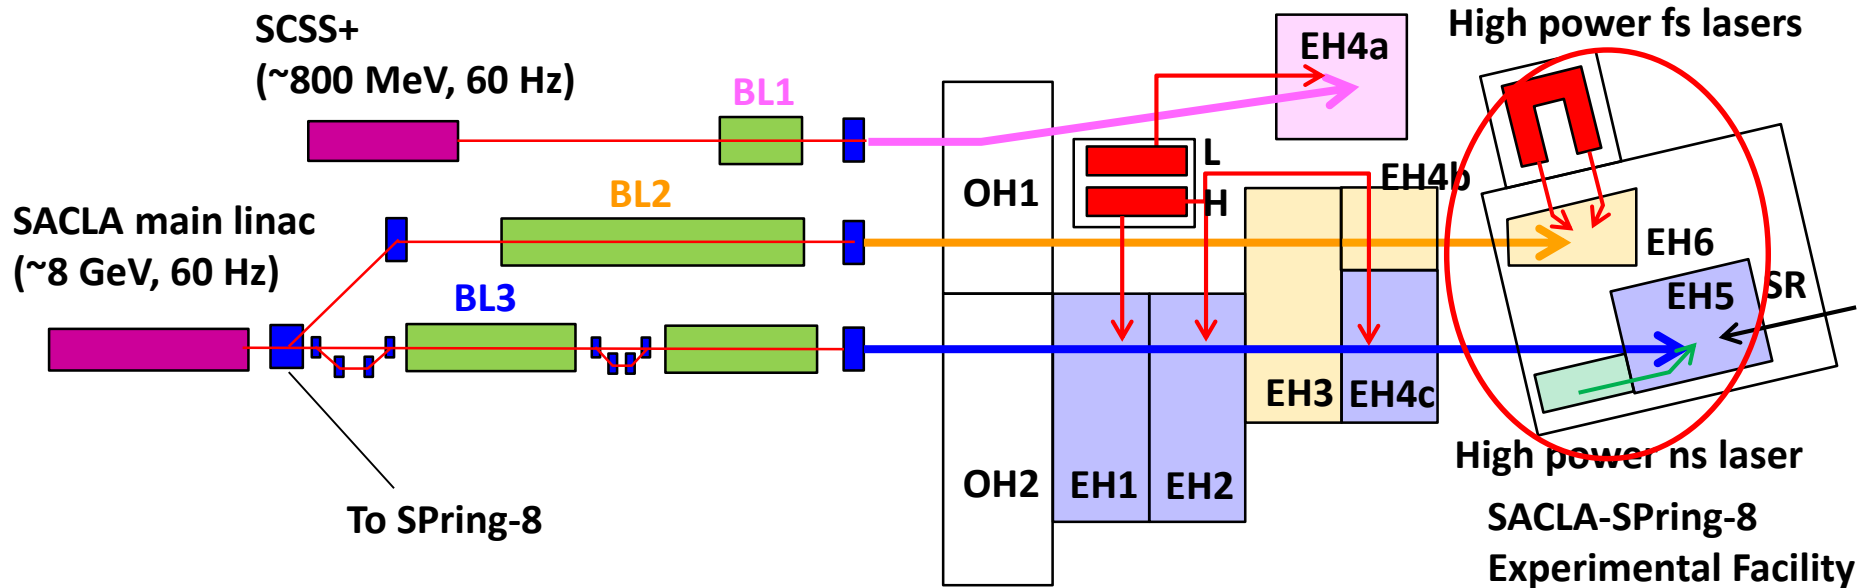 SCSS+
(~800 MeV, 60 Hz)
BL1
EH4a
High power fs lasers
L
H
OH1
EH4b
BL2
SACLA main linac
(~8 GeV, 60 Hz)
EH6
BL3
EH5
SR
EH3
EH4c
High power ns laser
OH2
EH1
EH2
To SPring-8
SACLA-SPring-8
Experimental Facility